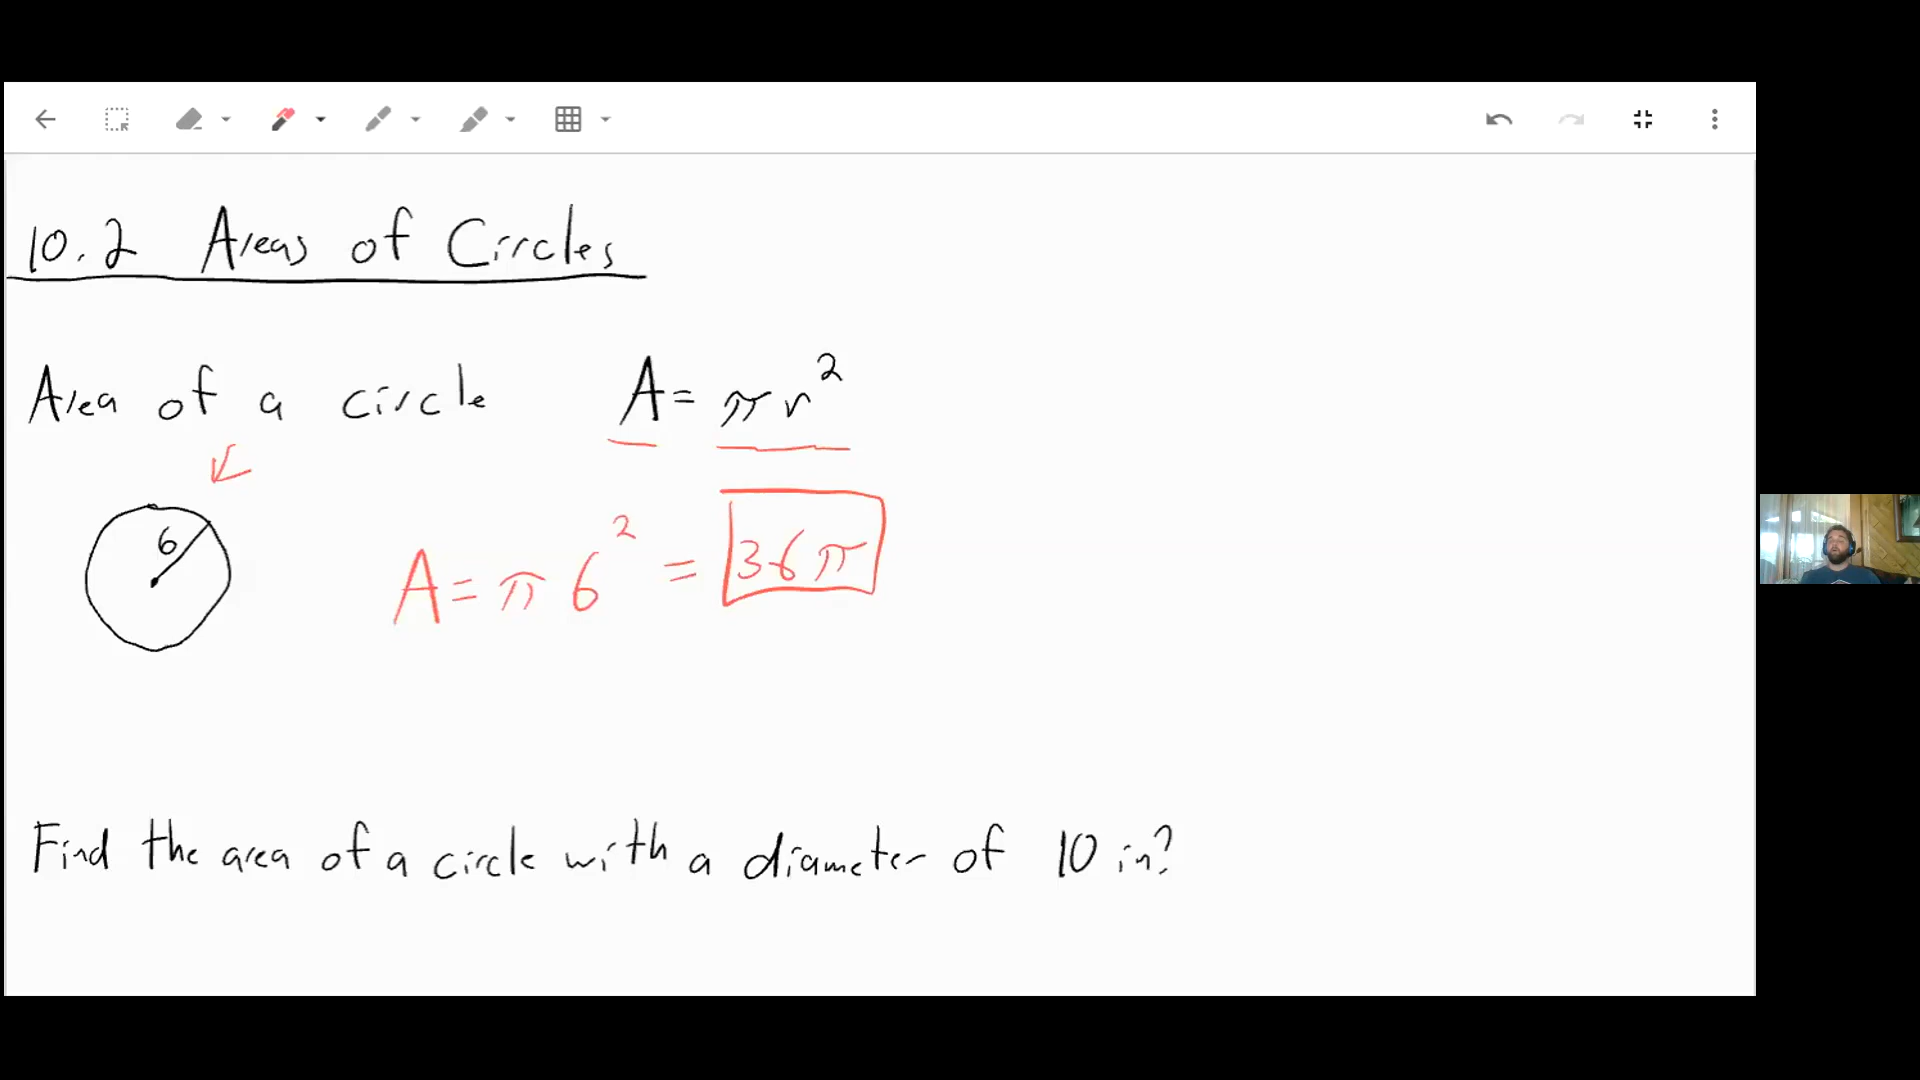 10.2 Areas of Circles
Area of a circle A = πr²
6
A = π 6² = 36π
Find the area of a circle with a diameter of 10 in?